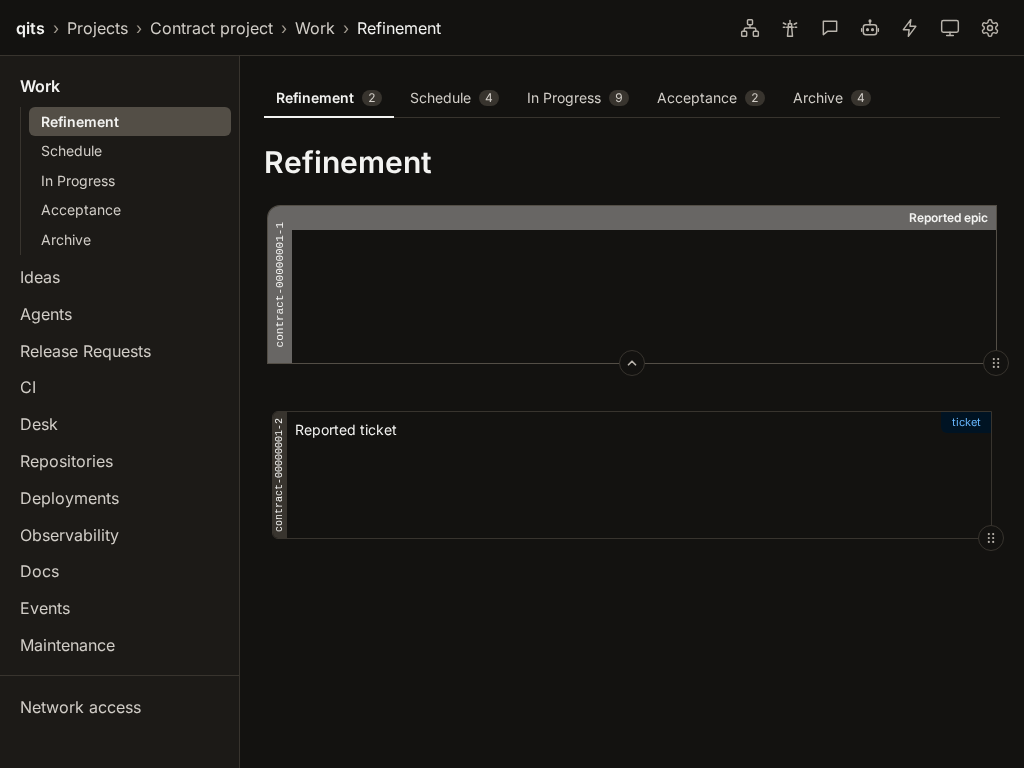 qits › Projects › Contract project › Work › Refinement
Work
Refinement
Schedule
In Progress
Acceptance
Archive
Ideas
Agents
Release Requests
CI
Desk
Repositories
Deployments
Observability
Docs
Events
Maintenance
Network access
Refinement 2 Schedule 4 In Progress 9 Acceptance 2 Archive 4
Refinement
Reported epic
contract-00000001-1
contract-00000001-2
Reported ticket
ticket